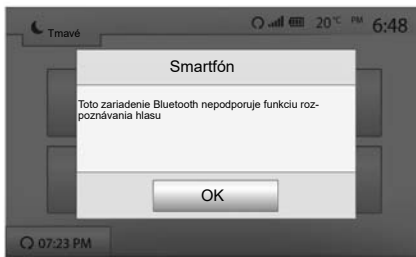 Tmavé
20°C PM 6:48
Smartfón
Toto zariadenie Bluetooth nepodporuje funkciu roz-
poznávania hlasu
OK
07:23 PM